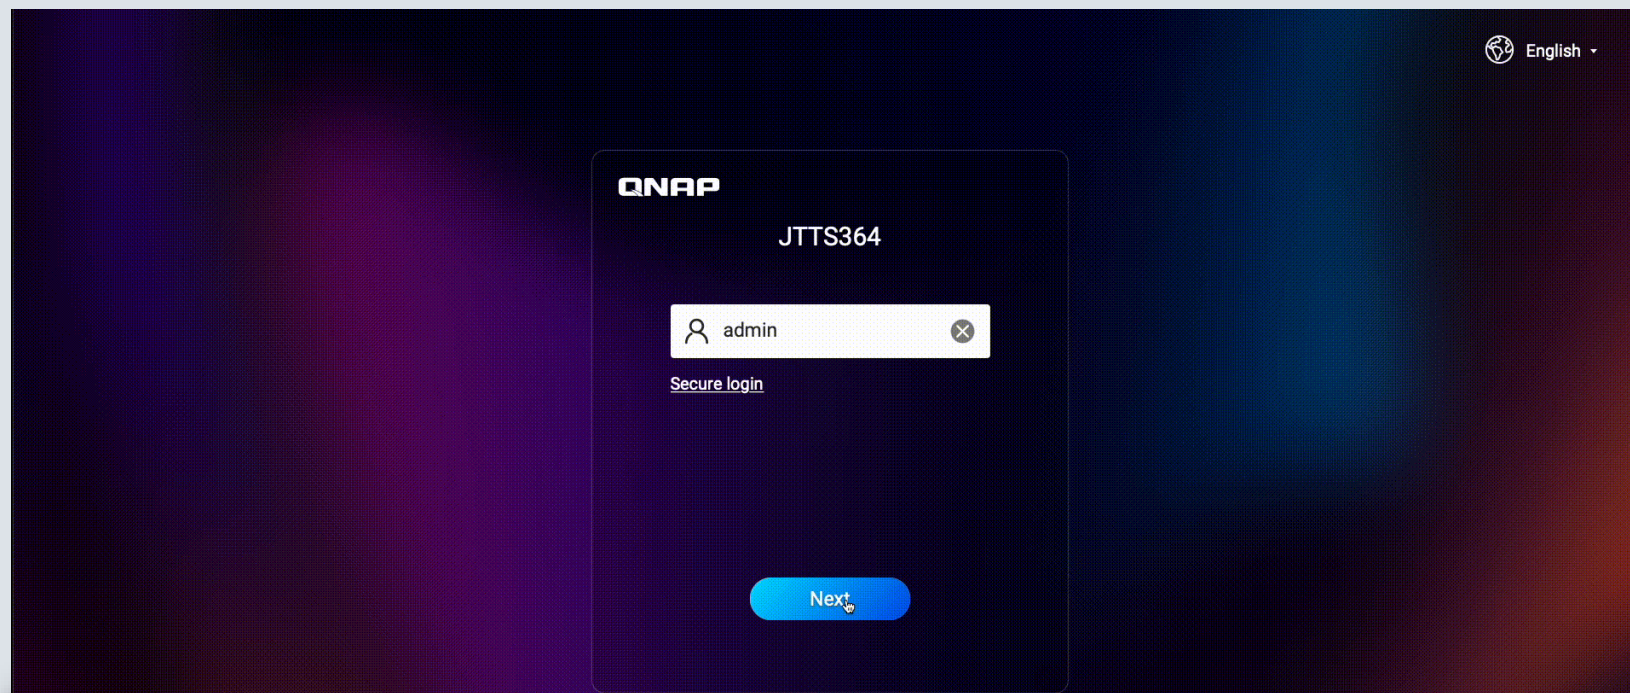 English
QNAP
JTTS364
admin
Secure login
Next